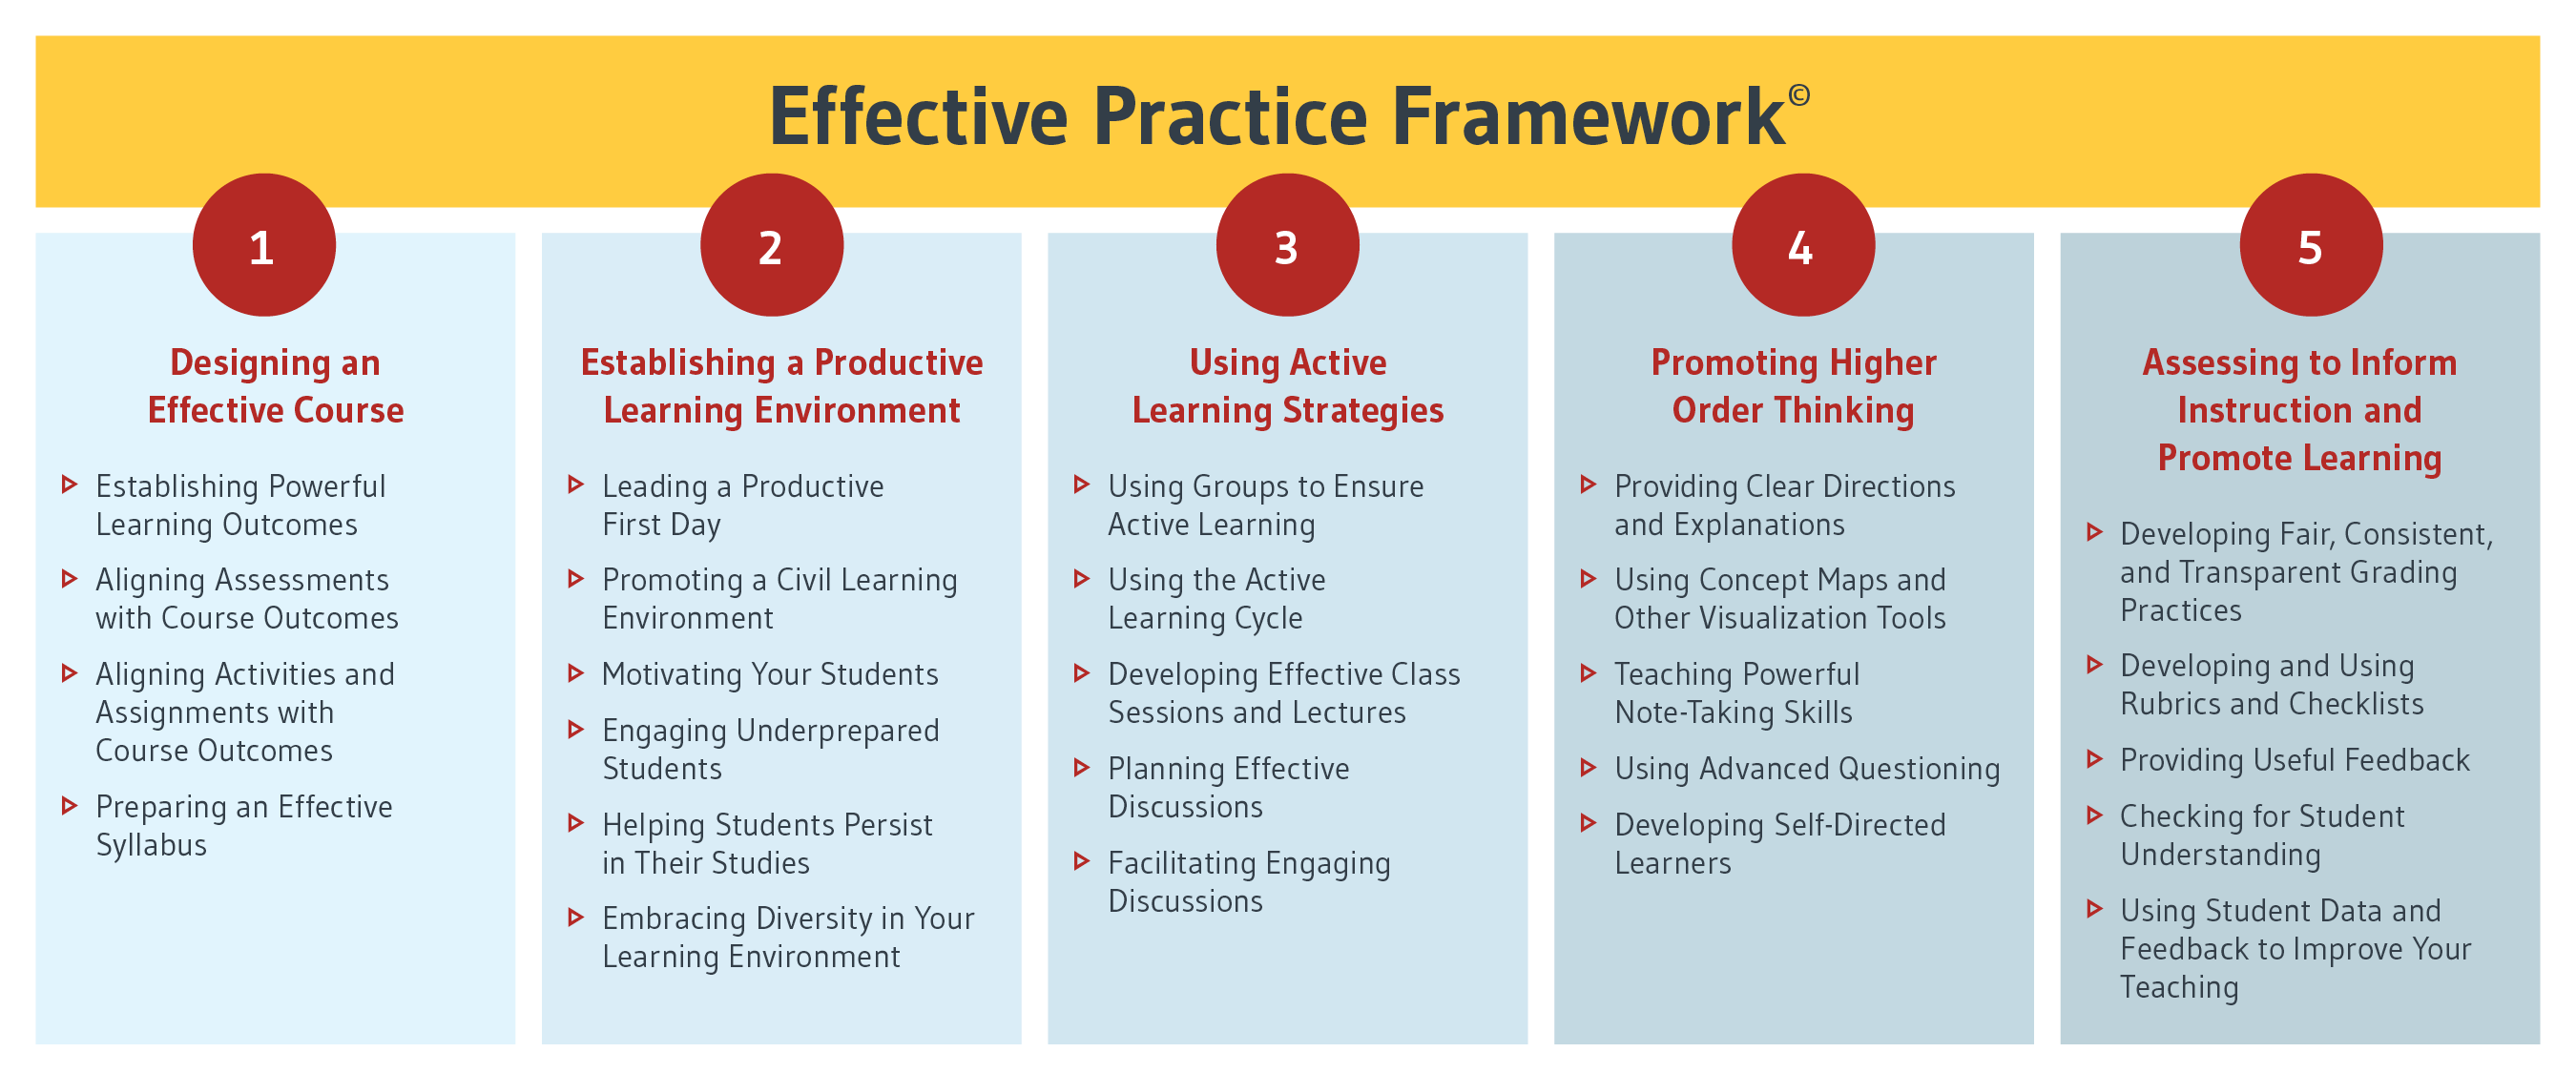 Effective Practice Framework©
1
Designing an
Effective Course
Establishing Powerful
Learning Outcomes
Aligning Assessments
with Course Outcomes
Aligning Activities and
Assignments with
Course Outcomes
Preparing an Effective
Syllabus
2
Establishing a Productive
Learning Environment
Leading a Productive
First Day
Promoting a Civil Learning
Environment
Motivating Your Students
Engaging Underprepared
Students
Helping Students Persist
in Their Studies
Embracing Diversity in Your
Learning Environment
3
Using Active
Learning Strategies
Using Groups to Ensure
Active Learning
Using the Active
Learning Cycle
Developing Effective Class
Sessions and Lectures
Planning Effective
Discussions
Facilitating Engaging
Discussions
4
Promoting Higher
Order Thinking
Providing Clear Directions
and Explanations
Using Concept Maps and
Other Visualization Tools
Teaching Powerful
Note-Taking Skills
Using Advanced Questioning
Developing Self-Directed
Learners
5
Assessing to Inform
Instruction and
Promote Learning
Developing Fair, Consistent,
and Transparent Grading
Practices
Developing and Using
Rubrics and Checklists
Providing Useful Feedback
Checking for Student
Understanding
Using Student Data and
Feedback to Improve Your
Teaching